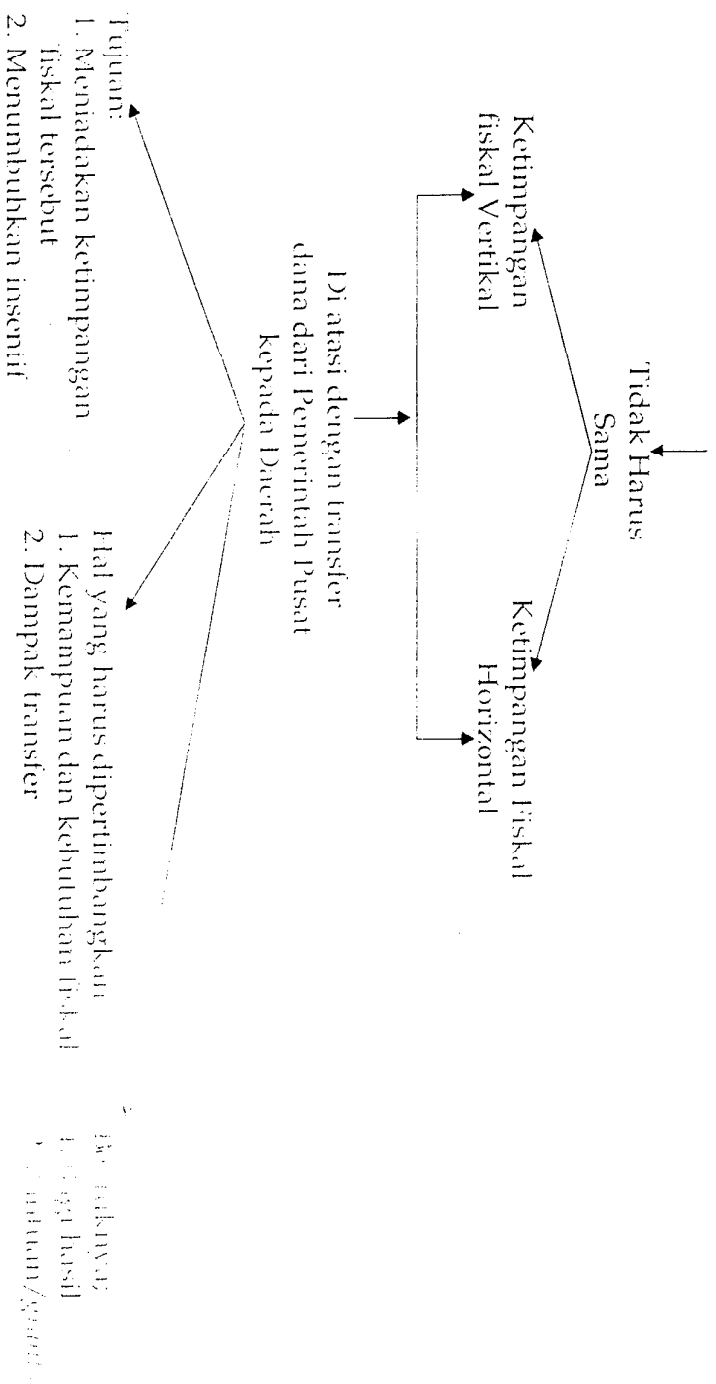 Tidak Harus
Sama
Ketimpangan
fiskal Vertikal
Ketimpangan Fiskal
Horizontal
Di atasi dengan transfer
dana dari Pemerintah Pusat
kepada Daerah
Tujuan:
1. Meniadakan ketimpangan
fiskal tersebut
2. Menumbuhkan insentif
Hal yang harus dipertimbangkan
1. Kemampuan dan kebutuhan fiskal
2. Dampak transfer
hasil